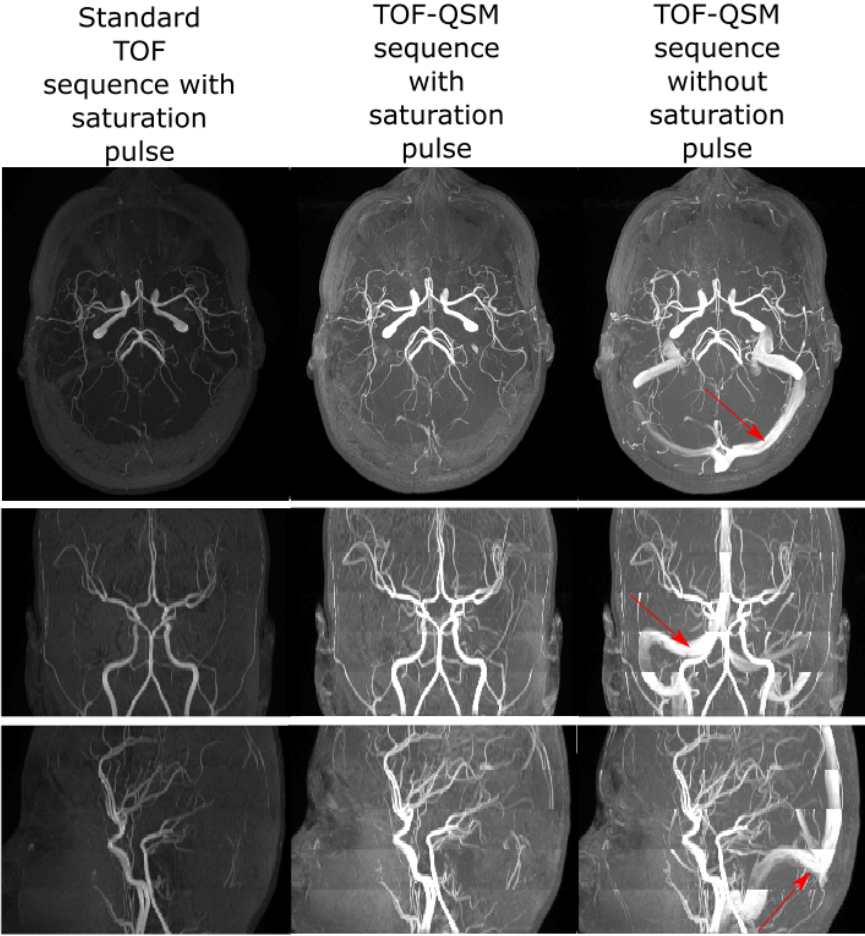 Standard
TOF
sequence with
saturation
pulse
TOF-QSM
sequence
with
saturation
pulse
TOF-QSM
sequence
without
saturation
pulse